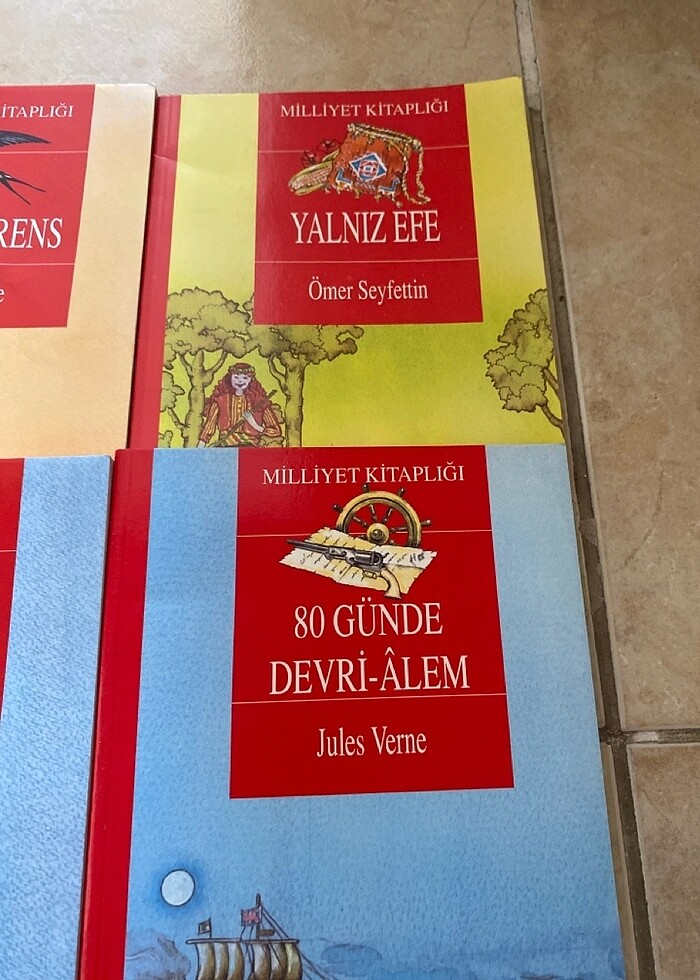 İTAPLIĞI
RENS
e
MİLLİYET KİTAPLIĞI
YALNIZ EFE
Ömer Seyfettin
MİLLİYET KİTAPLIĞI
80 GÜNDE
DEVRİ-ÂLEM
Jules Verne